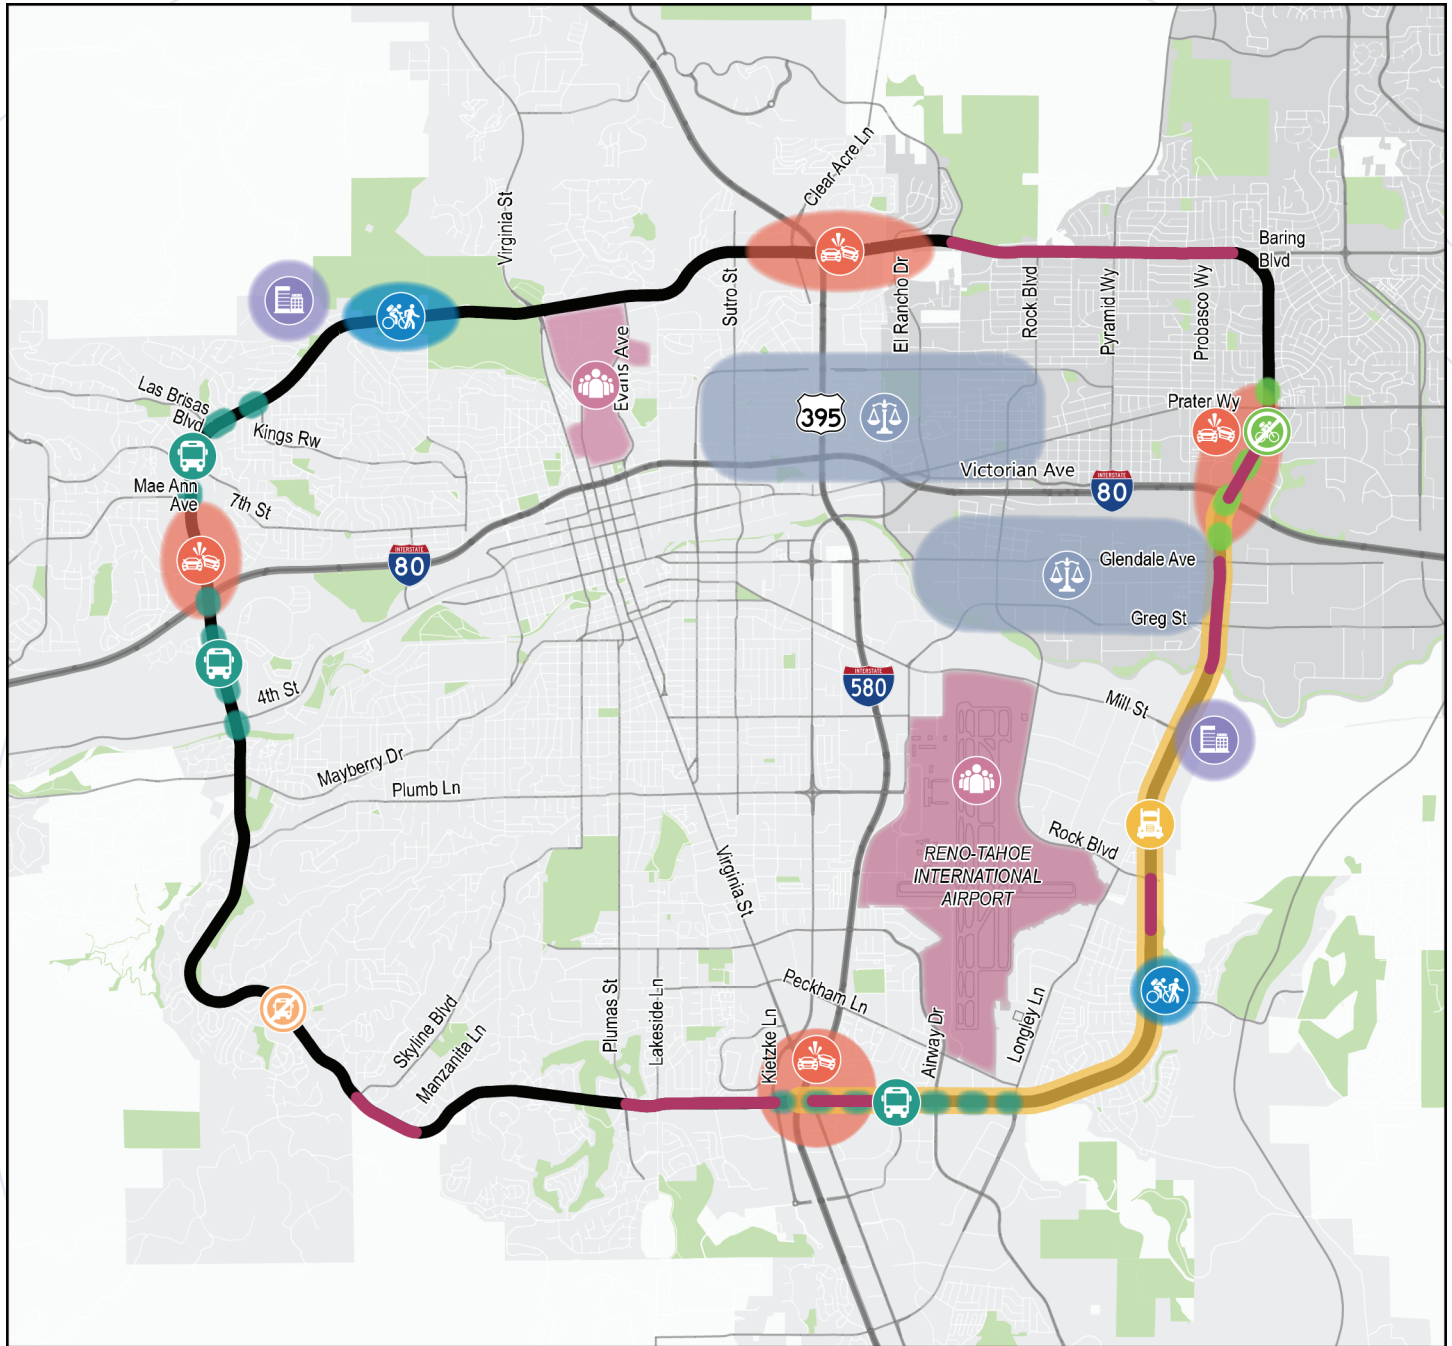 Clear Acre Ln
Virginia St
Baring
Blvd
El Rancho Dr
Sutro St
Rock Blvd
Pyramid Wy
Probasco Wy
Evans Ave
Las Brisas
Blvd
Kings Rw
Prater Wy
395
Victorian Ave
INTERSTATE
80
Mae Ann
Ave
7th St
INTERSTATE
80
Glendale Ave
Greg St
4th St
INTERSTATE
580
Mill St
Mayberry Dr
Plumb Ln
Rock Blvd
RENO-TAHOE
INTERNATIONAL
AIRPORT
Virginia St
Peckham Ln
Skyline Blvd
Manzanita Ln
Plumas St
Lakeside Ln
Kietzke Ln
Airway Dr
Longley Ln